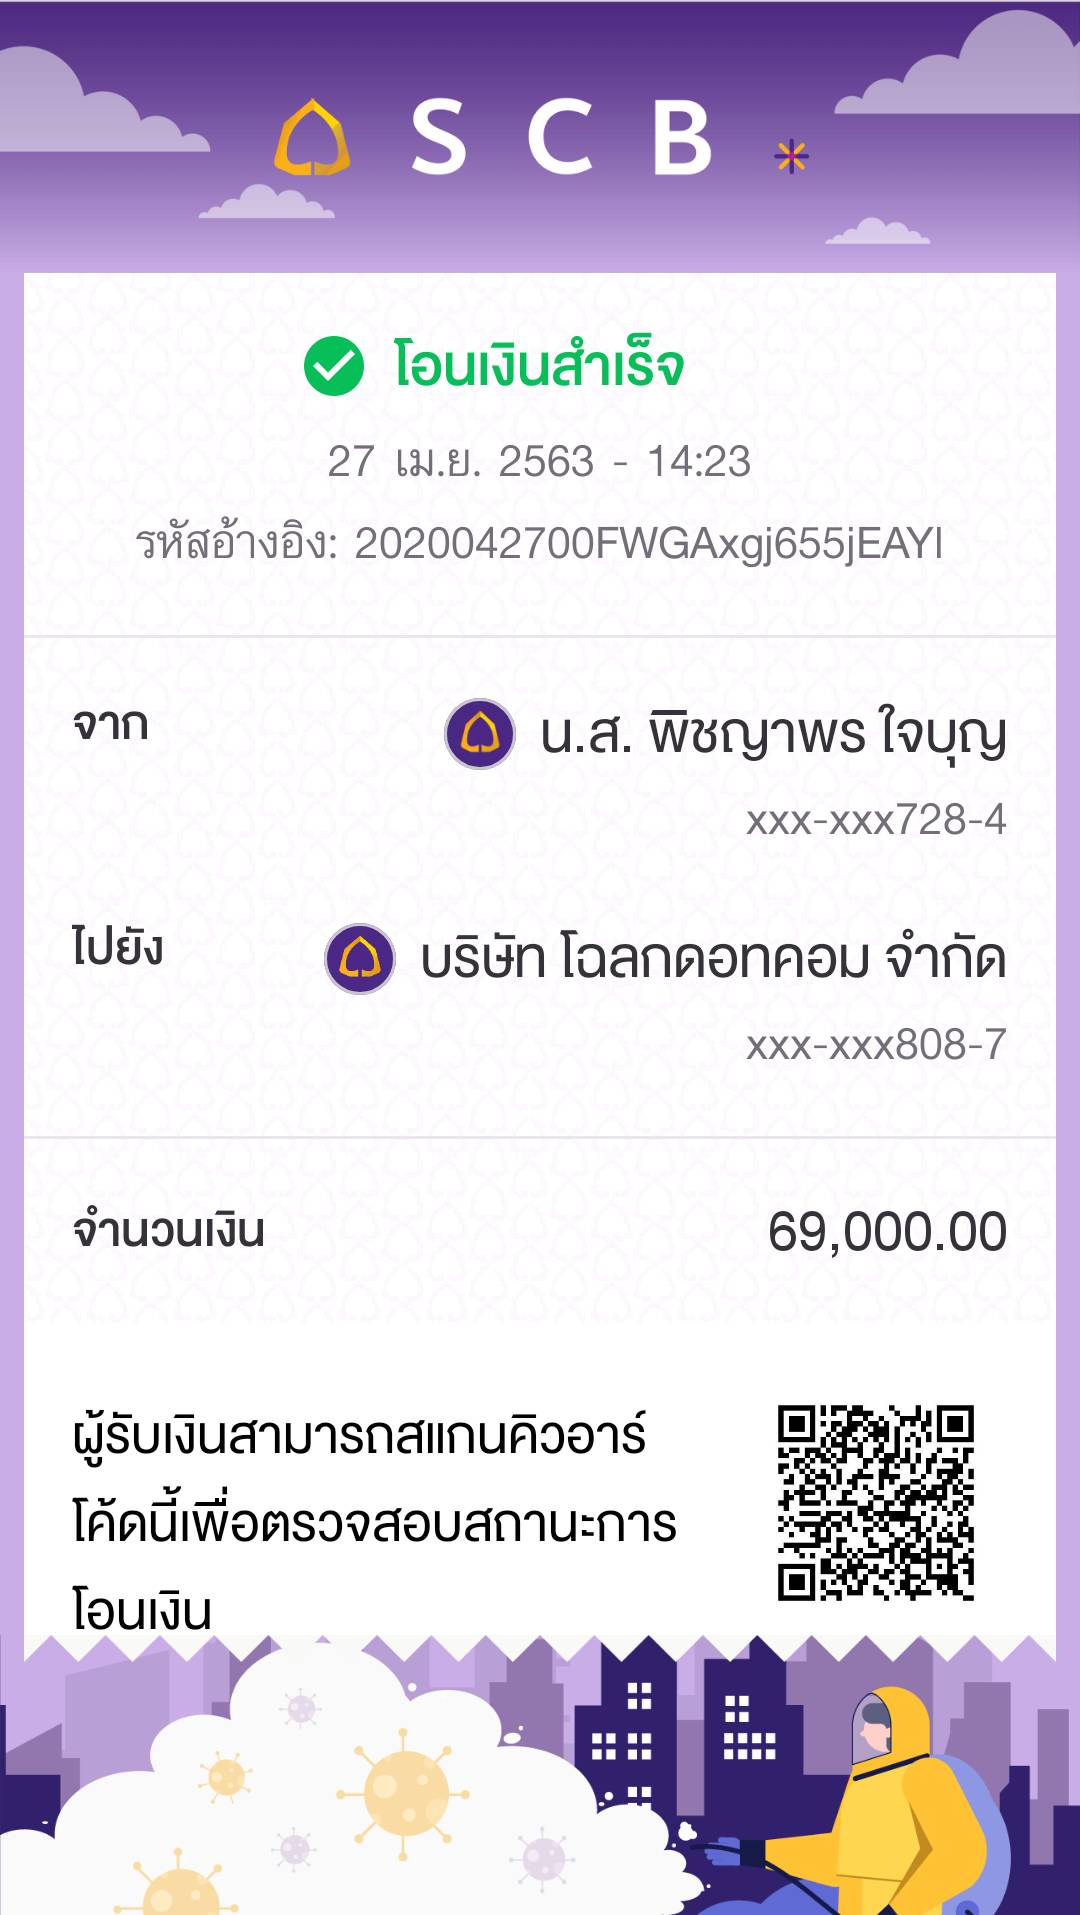 SCB
โอนเงินสำเร็จ
27 เม.ย. 2563 - 14:23
รหัสอ้างอิง: 2020042700FWGAxgj655jEAYl
จาก
น.ส. พิชญาพร ใจบุญ
xxx-xxx728-4
ไปยัง
บริษัท โฉลกดอทคอม จำกัด
xxx-xxx808-7
จำนวนเงิน
69,000.00
ผู้รับเงินสามารถสแกนคิวอาร์
โค้ดนี้เพื่อตรวจสอบสถานะการ
โอนเงิน